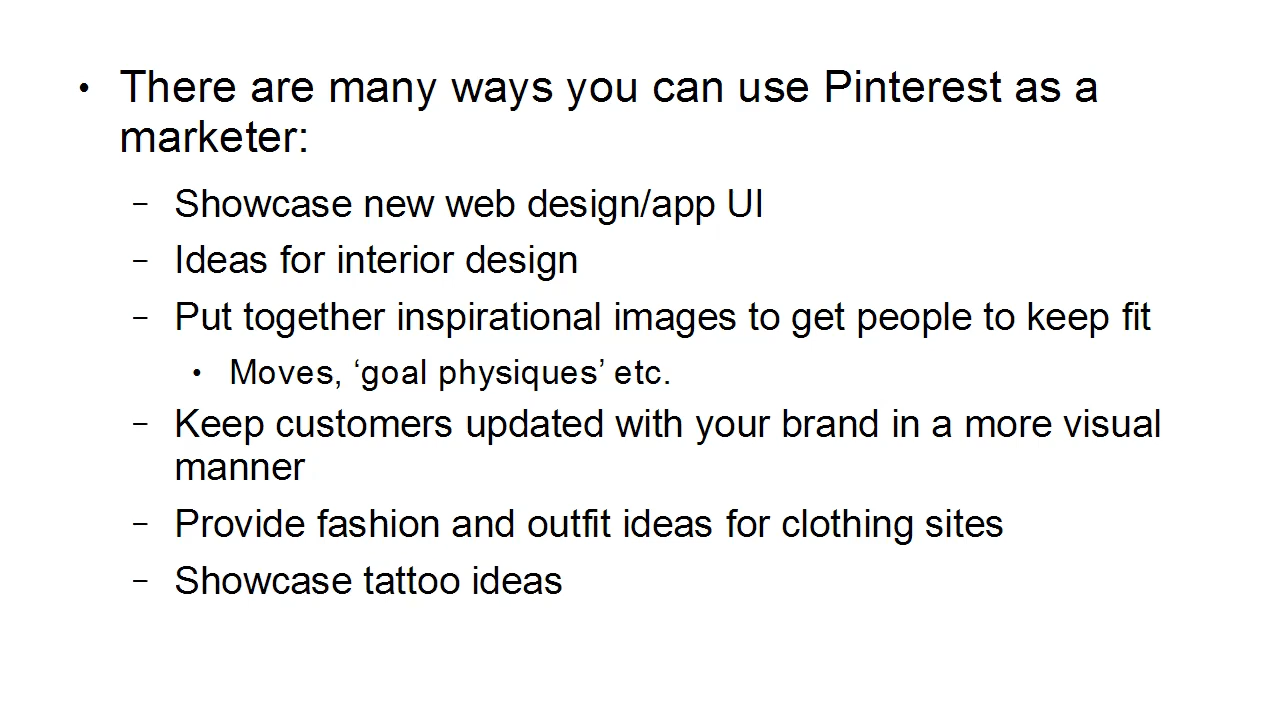 • There are many ways you can use Pinterest as a
marketer:
– Showcase new web design/app UI
– Ideas for interior design
– Put together inspirational images to get people to keep fit
• Moves, ‘goal physiques’ etc.
– Keep customers updated with your brand in a more visual
manner
– Provide fashion and outfit ideas for clothing sites
– Showcase tattoo ideas